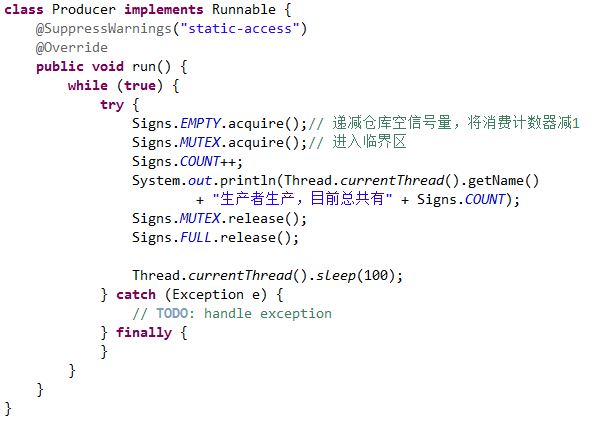 class Producer implements Runnable {
    @SuppressWarnings("static-access")
    @Override
    public void run() {
        while (true) {
            try {
                Signs.EMPTY.acquire();// 递减仓库空信号量，将消费计数器减1
                Signs.MUTEX.acquire();// 进入临界区
                Signs.COUNT++;
                System.out.println(Thread.currentThread().getName()
                        + "生产者生产，目前总共有" + Signs.COUNT);
                Signs.MUTEX.release();
                Signs.FULL.release();

                Thread.currentThread().sleep(100);
            } catch (Exception e) {
                // TODO: handle exception
            } finally {
            }
        }
    }
}